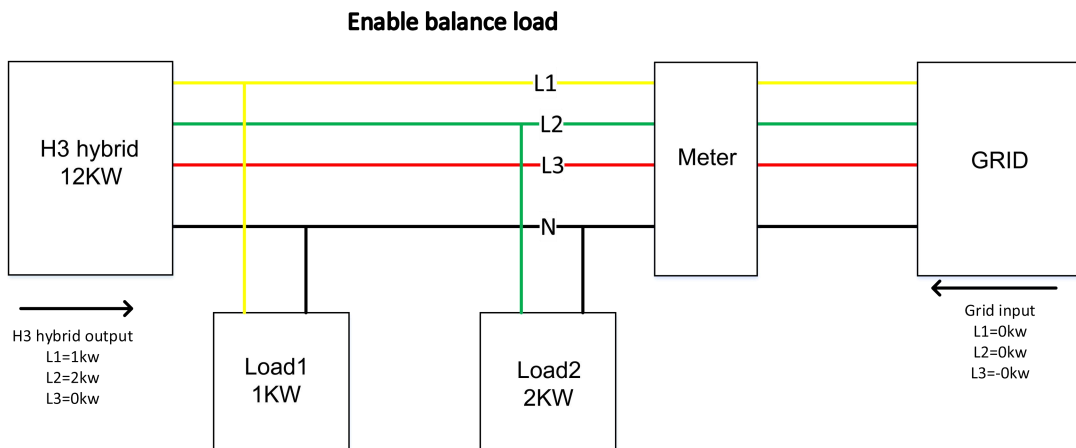 Enable balance load
L1
L2
L3
N
H3 hybrid
12KW
Meter
GRID
H3 hybrid output
L1=1kw
L2=2kw
L3=0kw
Load1
1KW
Load2
2KW
Grid input
L1=0kw
L2=0kw
L3=-0kw